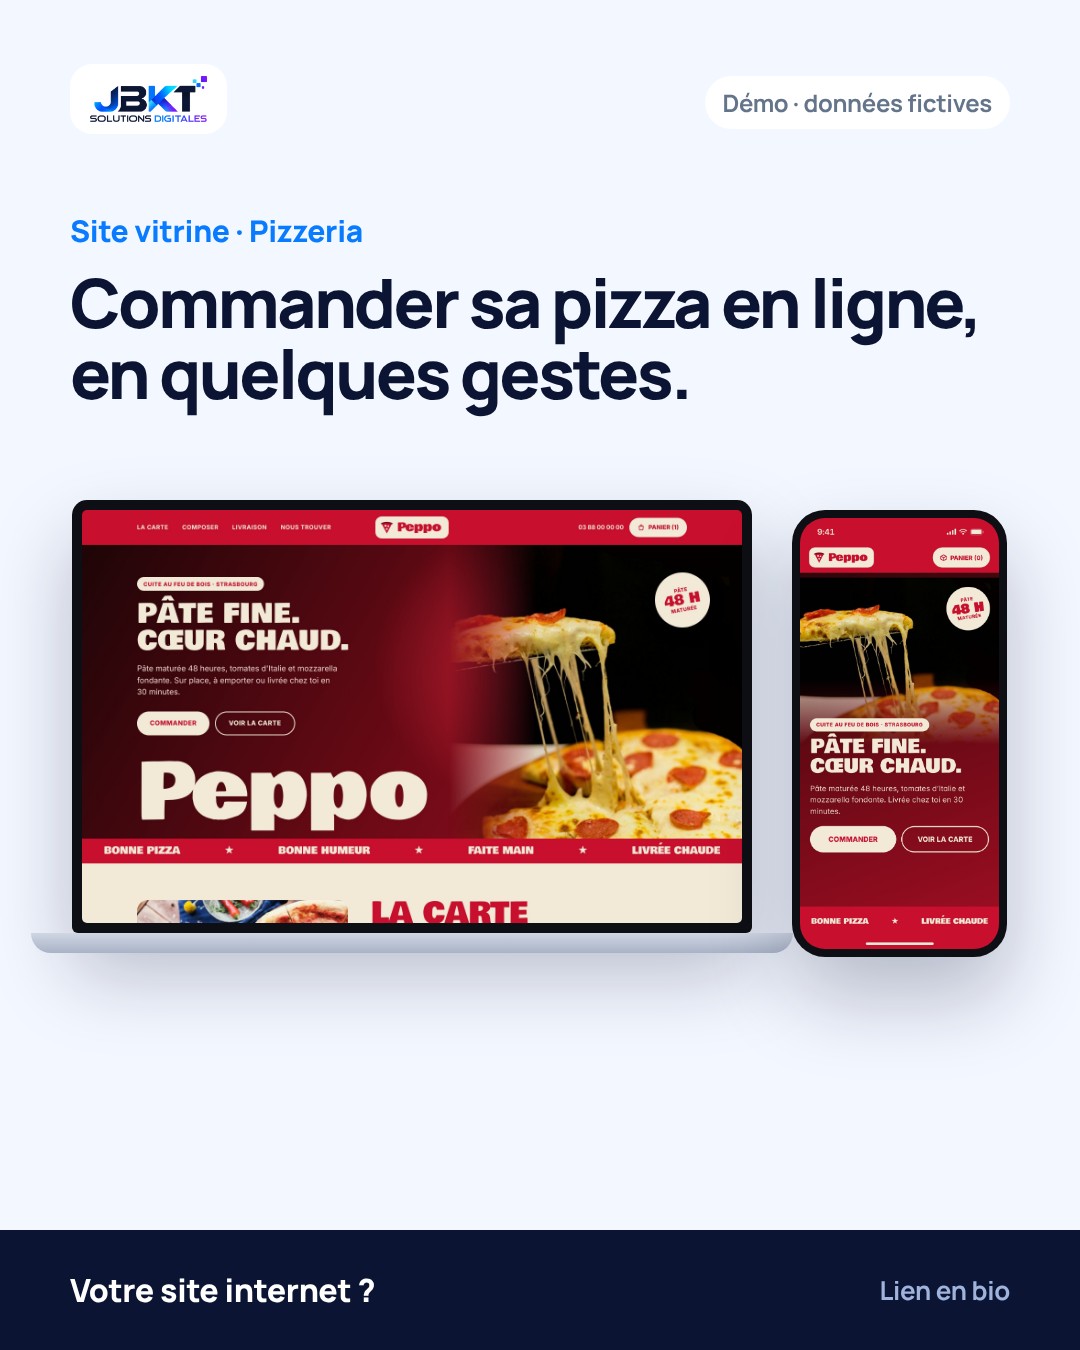 JBKT
SOLUTIONS DIGITALES
Démo · données fictives
Site vitrine · Pizzeria
Commander sa pizza en ligne,
en quelques gestes.
LA CARTE COMPOSER LIVRAISON NOUS TROUVER
Peppo
03 88 00 00 00
PANIER (1)
CUITE AU FEU DE BOIS · STRASBOURG
PÂTE FINE.
CŒUR CHAUD.
Pâte maturée 48 heures, tomates d'Italie et mozzarella
fondante. Sur place, à emporter ou livrée chez toi en
30 minutes.
COMMANDER
VOIR LA CARTE
PÂTE
48 H
MATURÉE
Peppo
BONNE PIZZA ★ BONNE HUMEUR ★ FAITE MAIN ★ LIVRÉE CHAUDE
LA CARTE
9:41
Peppo
PANIER (0)
PÂTE
48 H
MATURÉE
CUITE AU FEU DE BOIS · STRASBOURG
PÂTE FINE.
CŒUR CHAUD.
Pâte maturée 48 heures, tomates d'Italie et
mozzarella fondante. Livrée chez toi en 30
minutes.
COMMANDER
VOIR LA CARTE
BONNE PIZZA ★ LIVRÉE CHAUDE
Votre site internet ?
Lien en bio